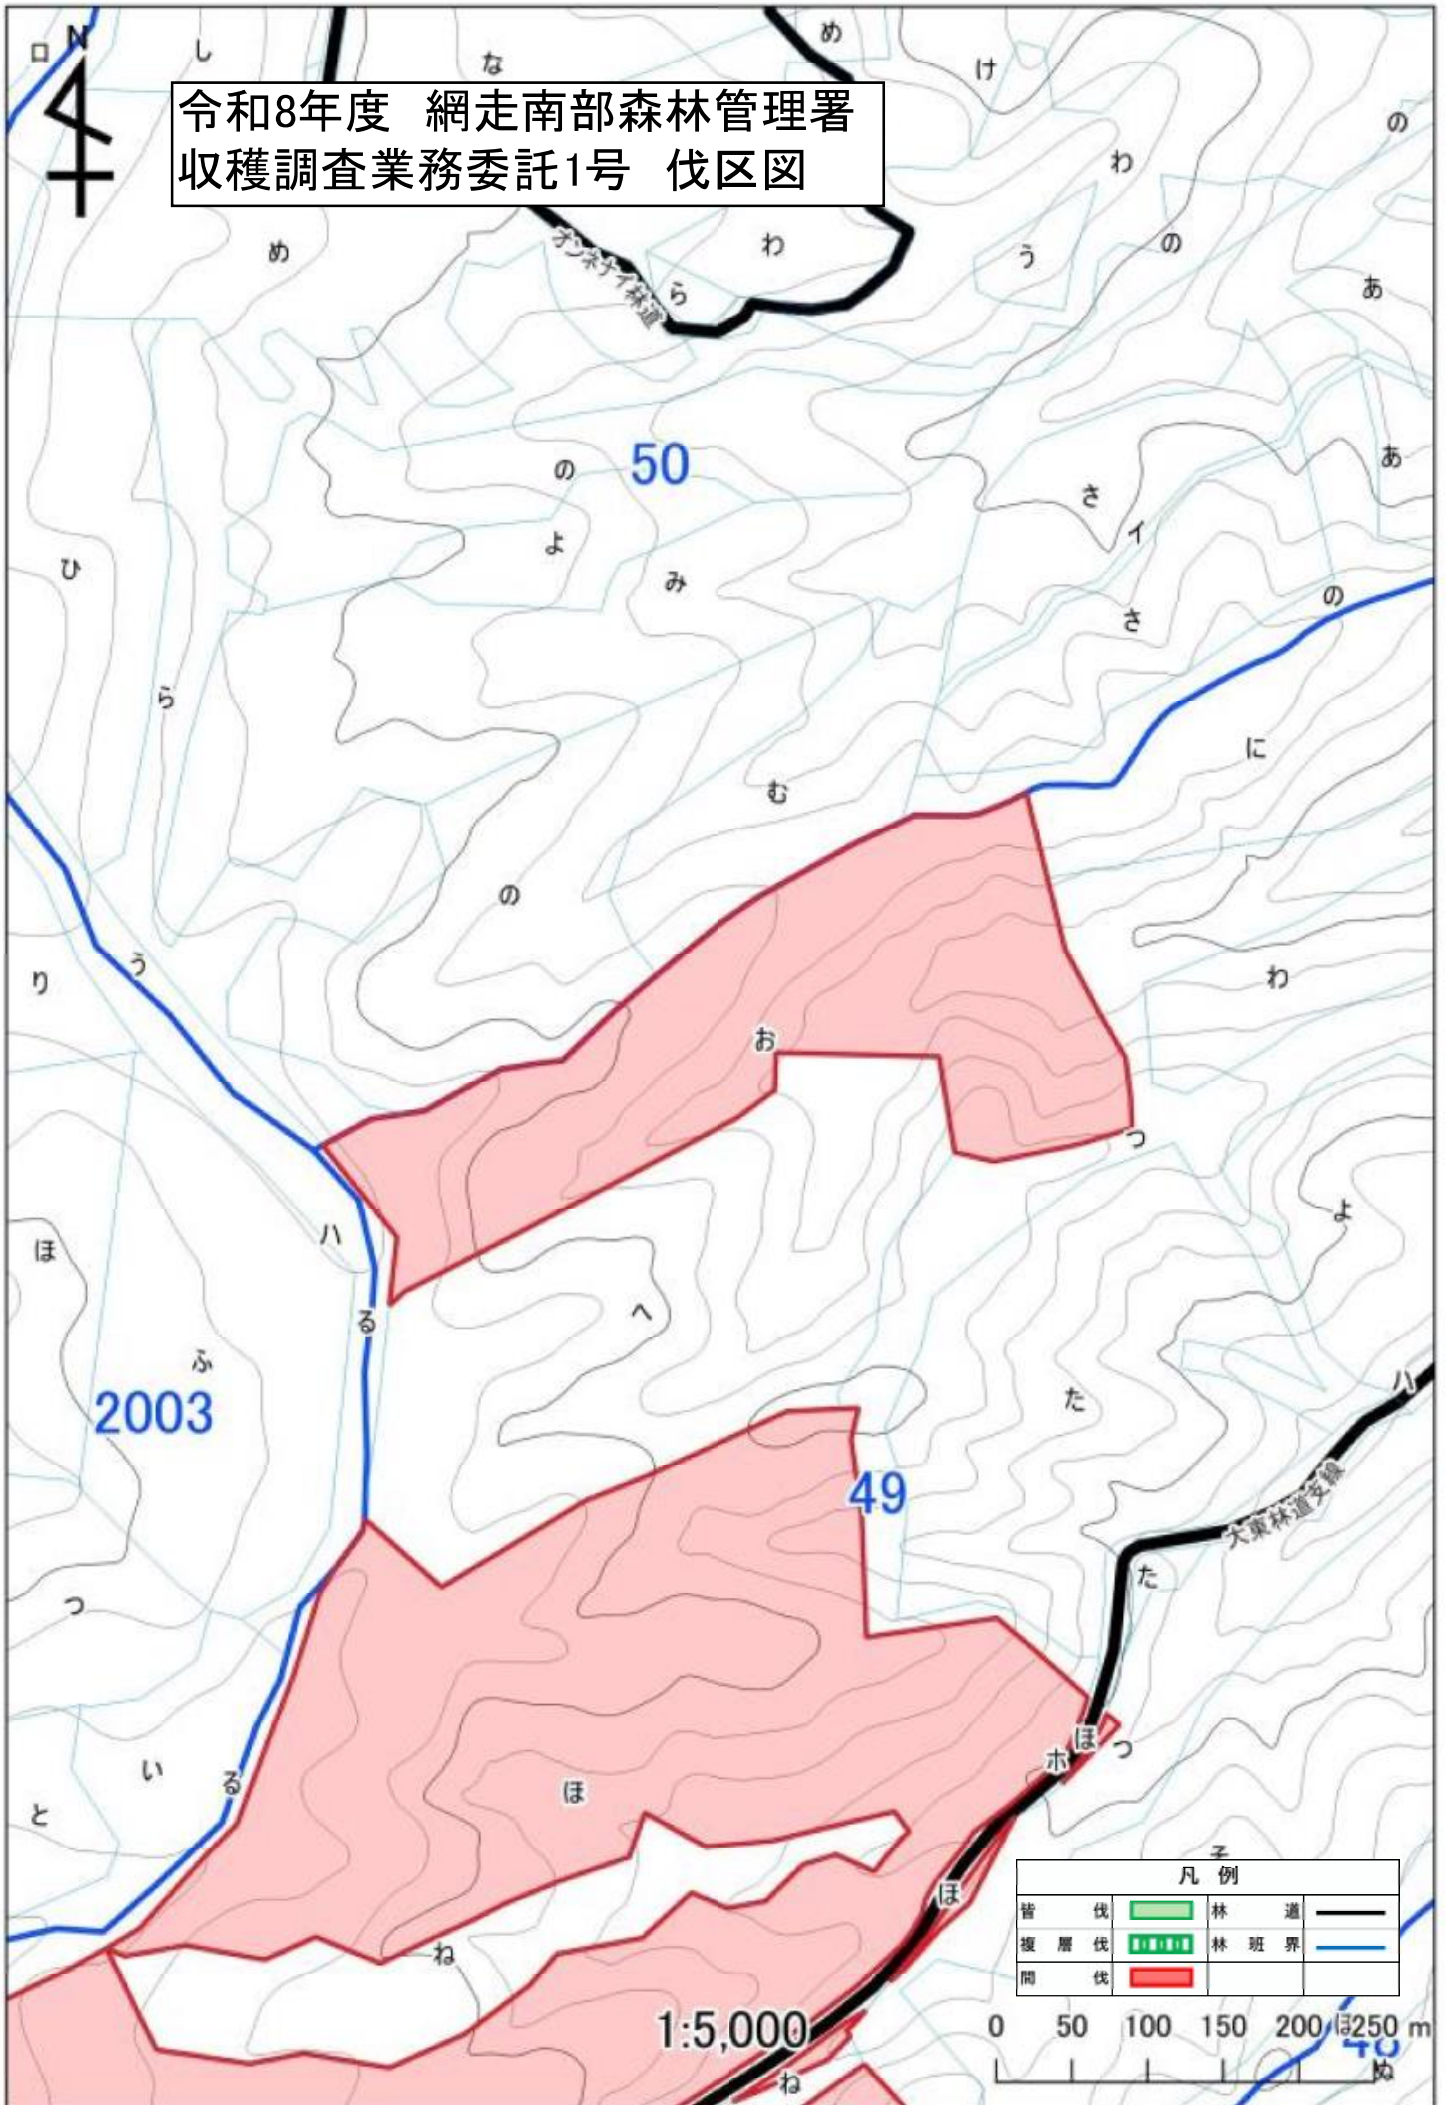 ロ
N
し
な
め
け
の
令和8年度　網走南部森林管理署
収穫調査業務委託1号　伐区図
わ
め
オンネナイ林道
ら
わ
う
の
あ
の
50
さ
あ
イ
ひ
よ
み
さ
の
ら
む
に
の
り
う
わ
お
つ
ハ
ほ
よ
る
へ
ふ
2003
た
ハ
49
大東林道支線
た
つ
ほ
つ
ホ
い
る
ほ
と
ほ
ね
そ
凡例
皆伐
林道
複層伐
林班界
間伐
1:5,000
0 50 100 150 200 250 m
ほ
48
ぬ
ね